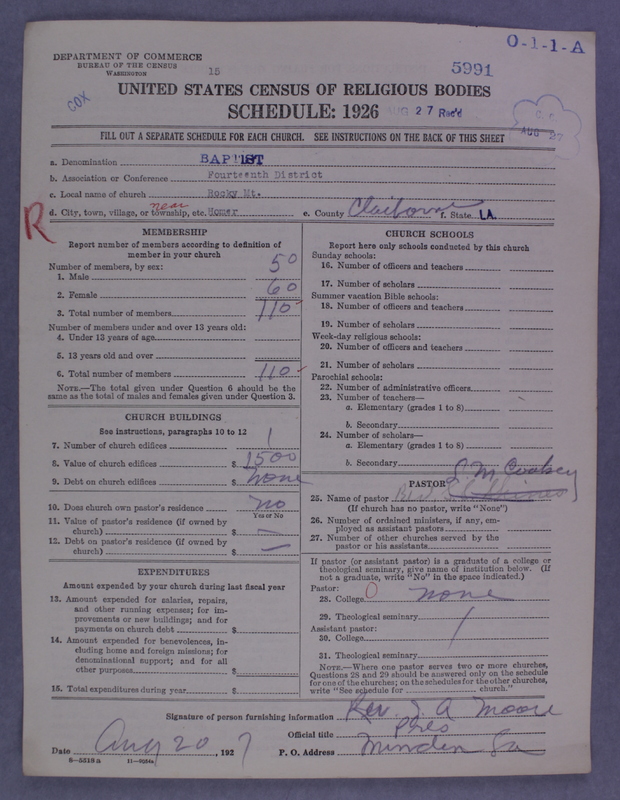 O-1-1-A
DEPARTMENT OF COMMERCE
BUREAU OF THE CENSUS
WASHINGTON
15
5991
COX
UNITED STATES CENSUS OF RELIGIOUS BODIES
SCHEDULE: 1926
AUG 27 Rec'd
AUG 27
FILL OUT A SEPARATE SCHEDULE FOR EACH CHURCH. SEE INSTRUCTIONS ON THE BACK OF THIS SHEET
a. Denomination BAPTIST
b. Association or Conference Fourteenth District
c. Local name of church Rocky Mt.
near
d. City, town, village, or township, etc. Homer e. County Claiborne f. State LA.
R
MEMBERSHIP
Report number of members according to definition of
member in your church
Number of members, by sex:
1. Male 50
2. Female 60
3. Total number of members 110
Number of members under and over 13 years old:
4. Under 13 years of age
5. 13 years old and over
6. Total number of members 110
NOTE.—The total given under Question 6 should be the
same as the total of males and females given under Question 3.
CHURCH BUILDINGS
See instructions, paragraphs 10 to 12
7. Number of church edifices 1
8. Value of church edifices $ 1500
9. Debt on church edifices $ none
10. Does church own pastor's residence no
Yes or No
11. Value of pastor's residence (if owned by
church) $ —
12. Debt on pastor's residence (if owned by
church) $ —
EXPENDITURES
Amount expended by your church during last fiscal year
13. Amount expended for salaries, repairs,
and other running expenses; for im-
provements or new buildings; and for
payments on church debt $
14. Amount expended for benevolences, in-
cluding home and foreign missions; for
denominational support; and for all
other purposes $
15. Total expenditures during year $
CHURCH SCHOOLS
Report here only schools conducted by this church
Sunday schools:
16. Number of officers and teachers
17. Number of scholars
Summer vacation Bible schools:
18. Number of officers and teachers
19. Number of scholars
Week-day religious schools:
20. Number of officers and teachers
21. Number of scholars
Parochial schools:
22. Number of administrative officers
23. Number of teachers—
a. Elementary (grades 1 to 8)
b. Secondary
24. Number of scholars—
a. Elementary (grades 1 to 8)
b. Secondary
PASTOR
25. Name of pastor Rev.
(If church has no pastor, write "None")
26. Number of ordained ministers, if any, em-
ployed as assistant pastors
27. Number of other churches served by the
pastor or his assistants
If pastor (or assistant pastor) is a graduate of a college or
theological seminary, give name of institution below. (If
not a graduate, write "No" in the space indicated.)
Pastor:
28. College O none
29. Theological seminary
Assistant pastor:
30. College
31. Theological seminary
NOTE.—Where one pastor serves two or more churches,
Questions 28 and 29 should be answered only on the schedule
for one of the churches; on the schedules for the other churches,
write "See schedule for church."
Signature of person furnishing information Rev. J. A. Moore
Official title Pres
Date Aug 20, 1927 P. O. Address Minden La
8—5518 a 11—9364